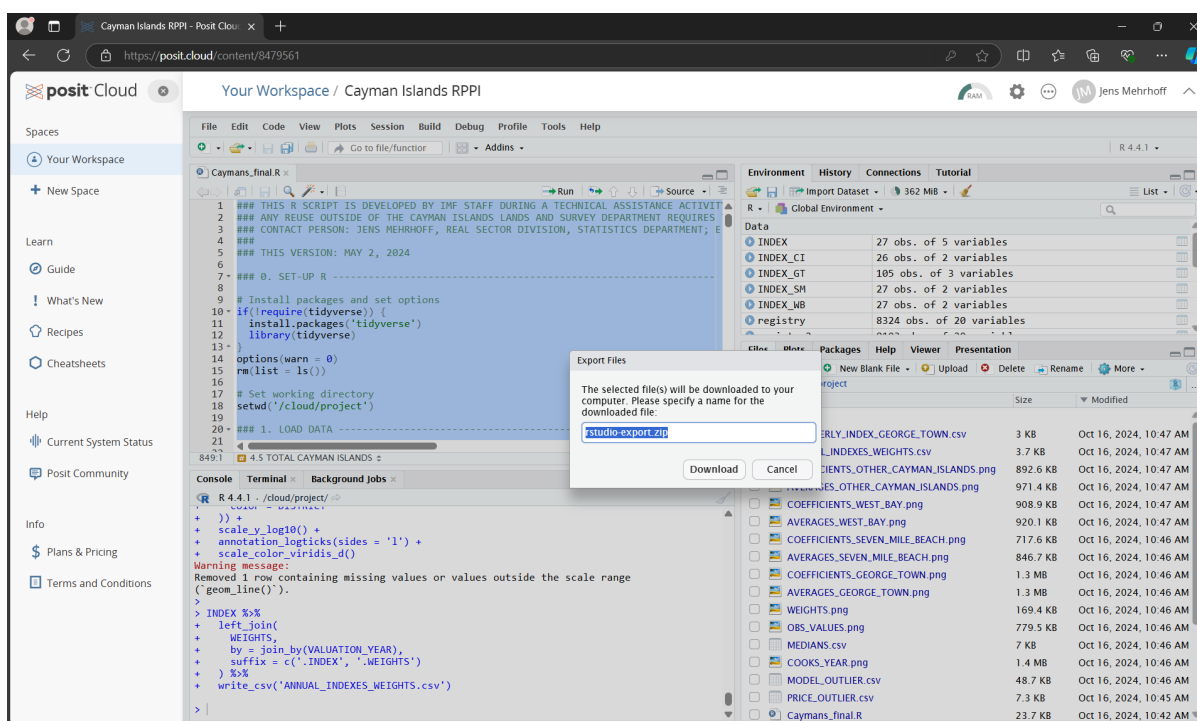 Cayman Islands RPPI - Posit Clou
https://posit.cloud/content/8479561
posit Cloud
Your Workspace / Cayman Islands RPPI
RAM
JM
Jens Mehrhoff
Spaces
Your Workspace
New Space
Learn
Guide
What's New
Recipes
Cheatsheets
Help
Current System Status
Posit Community
Info
Plans & Pricing
Terms and Conditions
File Edit Code View Plots Session Build Debug Profile Tools Help
Go to file/function
Addins
R 4.4.1
Caymans_final.R
Run
Source
1 ### THIS R SCRIPT IS DEVELOPED BY IMF STAFF DURING A TECHNICAL ASSISTANCE ACTIVIT
2 ### ANY REUSE OUTSIDE OF THE CAYMAN ISLANDS LANDS AND SURVEY DEPARTMENT REQUIRES
3 ### CONTACT PERSON: JENS MEHRHOFF, REAL SECTOR DIVISION, STATISTICS DEPARTMENT; E
4 ###
5 ### THIS VERSION: MAY 2, 2024
6
7 ### 0. SET-UP R ----------------------------------------------------------------
8
9 # Install packages and set options
10 if(!require(tidyverse)) {
11 install.packages('tidyverse')
12 library(tidyverse)
13 }
14 options(warn = 0)
15 rm(list = ls())
16
17 # Set working directory
18 setwd('/cloud/project')
19
20 ### 1. LOAD DATA -------------------------
21
849:1 4.5 TOTAL CAYMAN ISLANDS
Console Terminal Background Jobs
R 4.4.1 · /cloud/project/
+ color = DISTRICT
+ )) +
+ scale_y_log10() +
+ annotation_logticks(sides = 'l') +
+ scale_color_viridis_d()
Warning message:
Removed 1 row containing missing values or values outside the scale range
(`geom_line()`).
>
> INDEX %>%
+ left_join(
+ WEIGHTS,
+ by = join_by(VALUATION_YEAR),
+ suffix = c('.INDEX', '.WEIGHTS')
+ ) %>%
+ write_csv('ANNUAL_INDEXES_WEIGHTS.csv')
>
Environment History Connections Tutorial
Import Dataset
362 MiB
List
R
Global Environment
Data
INDEX 27 obs. of 5 variables
INDEX_CI 26 obs. of 2 variables
INDEX_GT 105 obs. of 3 variables
INDEX_SM 27 obs. of 2 variables
INDEX_WB 27 obs. of 2 variables
registry 8324 obs. of 20 variables
Files Plots Packages Help Viewer Presentation
New Blank File Upload Delete Rename More
roject
Size Modified
ERLY_INDEX_GEORGE_TOWN.csv 3 KB Oct 16, 2024, 10:47 AM
L_INDEXES_WEIGHTS.csv 3.7 KB Oct 16, 2024, 10:47 AM
CIENTS_OTHER_CAYMAN_ISLANDS.png 892.6 KB Oct 16, 2024, 10:47 AM
AVERAGES_OTHER_CAYMAN_ISLANDS.png 971.4 KB Oct 16, 2024, 10:47 AM
COEFFICIENTS_WEST_BAY.png 908.9 KB Oct 16, 2024, 10:47 AM
AVERAGES_WEST_BAY.png 920.1 KB Oct 16, 2024, 10:47 AM
COEFFICIENTS_SEVEN_MILE_BEACH.png 717.6 KB Oct 16, 2024, 10:47 AM
AVERAGES_SEVEN_MILE_BEACH.png 846.7 KB Oct 16, 2024, 10:46 AM
COEFFICIENTS_GEORGE_TOWN.png 1.3 MB Oct 16, 2024, 10:46 AM
AVERAGES_GEORGE_TOWN.png 1.3 MB Oct 16, 2024, 10:46 AM
WEIGHTS.png 169.4 KB Oct 16, 2024, 10:46 AM
OBS_VALUES.png 779.5 KB Oct 16, 2024, 10:46 AM
MEDIANS.csv 7 KB Oct 16, 2024, 10:46 AM
COOKS_YEAR.png 1.4 MB Oct 16, 2024, 10:46 AM
MODEL_OUTLIER.csv 48.7 KB Oct 16, 2024, 10:46 AM
PRICE_OUTLIER.csv 7.3 KB Oct 16, 2024, 10:45 AM
Caymans_final.R 23.7 KB Oct 16, 2024, 10:42 AM
Export Files
The selected file(s) will be downloaded to your
computer. Please specify a name for the
downloaded file:
rstudio-export.zip
Download
Cancel